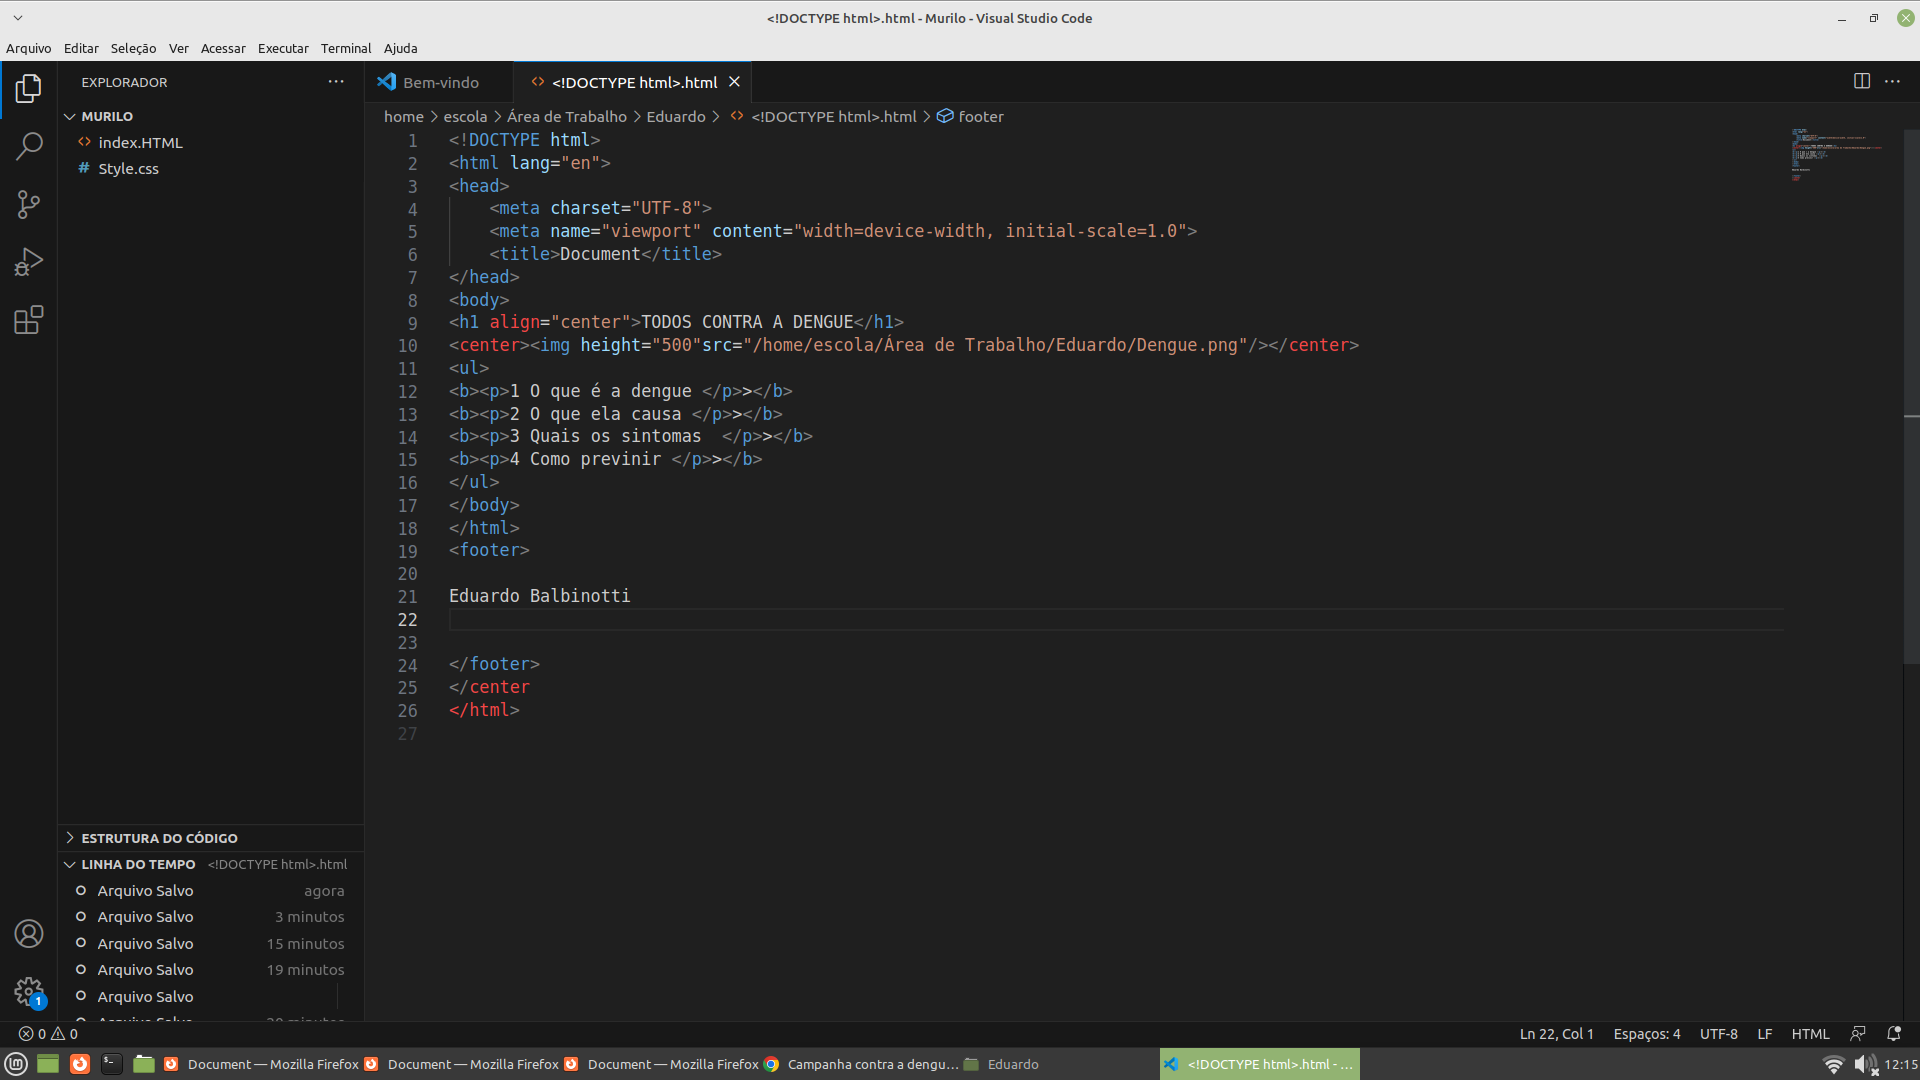 <!DOCTYPE html>.html - Murilo - Visual Studio Code
Arquivo Editar Seleção Ver Acessar Executar Terminal Ajuda
EXPLORADOR
MURILO
index.HTML
# Style.css
Bem-vindo
<!DOCTYPE html>.html
home > escola > Área de Trabalho > Eduardo > <!DOCTYPE html>.html > footer
1 <!DOCTYPE html>
2 <html lang="en">
3 <head>
4 <meta charset="UTF-8">
5 <meta name="viewport" content="width=device-width, initial-scale=1.0">
6 <title>Document</title>
7 </head>
8 <body>
9 <h1 align="center">TODOS CONTRA A DENGUE</h1>
10 <center><img height="500"src="/home/escola/Área de Trabalho/Eduardo/Dengue.png"/></center>
11 <ul>
12 <b><p>1 O que é a dengue </p>></b>
13 <b><p>2 O que ela causa </p>></b>
14 <b><p>3 Quais os sintomas  </p>></b>
15 <b><p>4 Como previnir </p>></b>
16 </ul>
17 </body>
18 </html>
19 <footer>
20
21 Eduardo Balbinotti
22
23
24 </footer>
25 </center
26 </html>
27
ESTRUTURA DO CÓDIGO
LINHA DO TEMPO <!DOCTYPE html>.html
Arquivo Salvo agora
Arquivo Salvo 3 minutos
Arquivo Salvo 15 minutos
Arquivo Salvo 19 minutos
Arquivo Salvo
1
0 0
Ln 22, Col 1 Espaços: 4 UTF-8 LF HTML
Document — Mozilla Firefox
Document — Mozilla Firefox
Document — Mozilla Firefox
Campanha contra a dengu...
Eduardo
<!DOCTYPE html>.html - ...
12:15